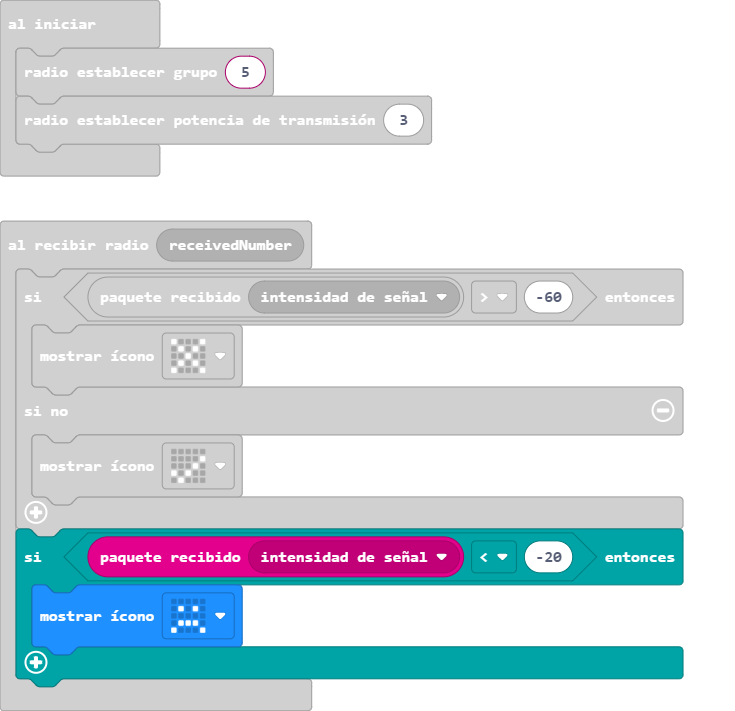 al iniciar
radio establecer grupo 5
radio establecer potencia de transmisión 3
al recibir radio receivedNumber
si paquete recibido intensidad de señal > -60 entonces
mostrar ícono
si no
mostrar ícono
si paquete recibido intensidad de señal < -20 entonces
mostrar ícono